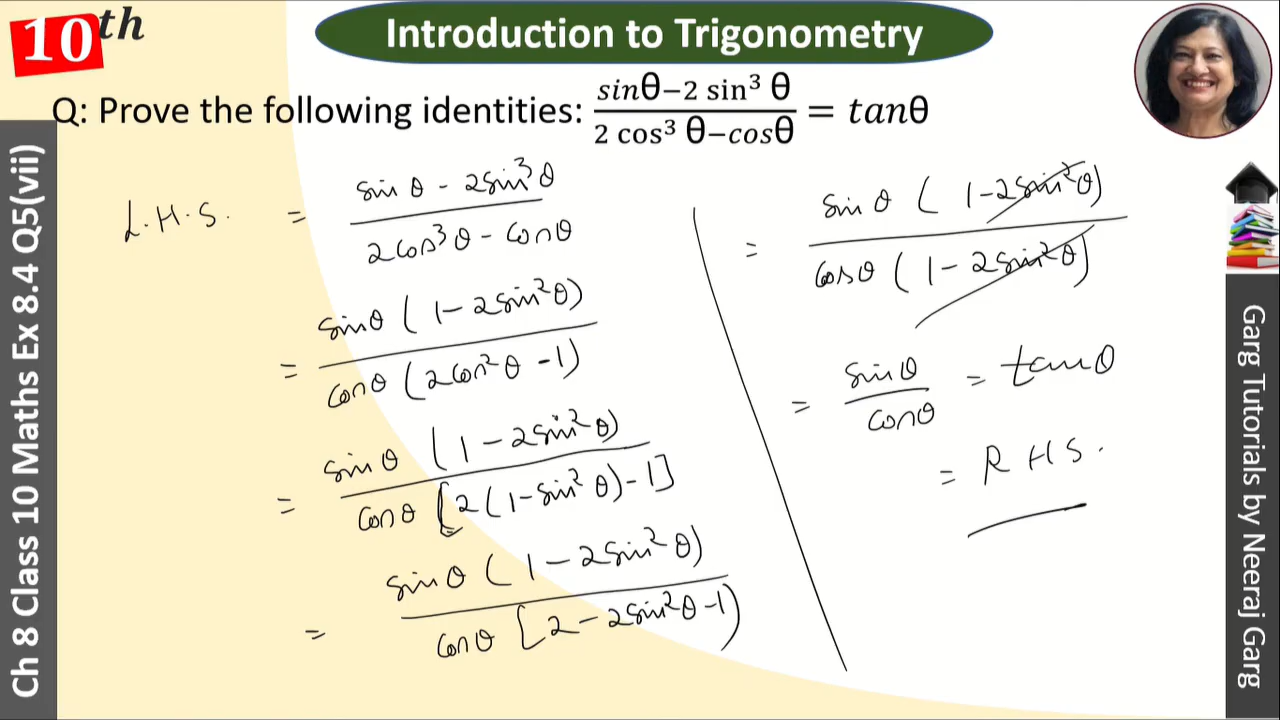 10th
Introduction to Trigonometry
Q: Prove the following identities: (sinθ−2 sin³ θ)/(2 cos³ θ−cosθ) = tanθ
L.H.S. = (sin θ - 2sin³θ)/(2cos³θ - cosθ)
= sinθ (1-2sin²θ)/cosθ (2cos²θ -1)
= sinθ (1-2sin²θ)/cosθ [2(1-sin²θ)-1]
= sinθ (1-2sin²θ)/cosθ [2-2sin²θ-1)
= sinθ (1-2sin²θ)/cosθ (1-2sin²θ)
= sinθ/cosθ = tanθ
= R H S.
Ch 8 Class 10 Maths Ex 8.4 Q5(vii)
Garg Tutorials by Neeraj Garg